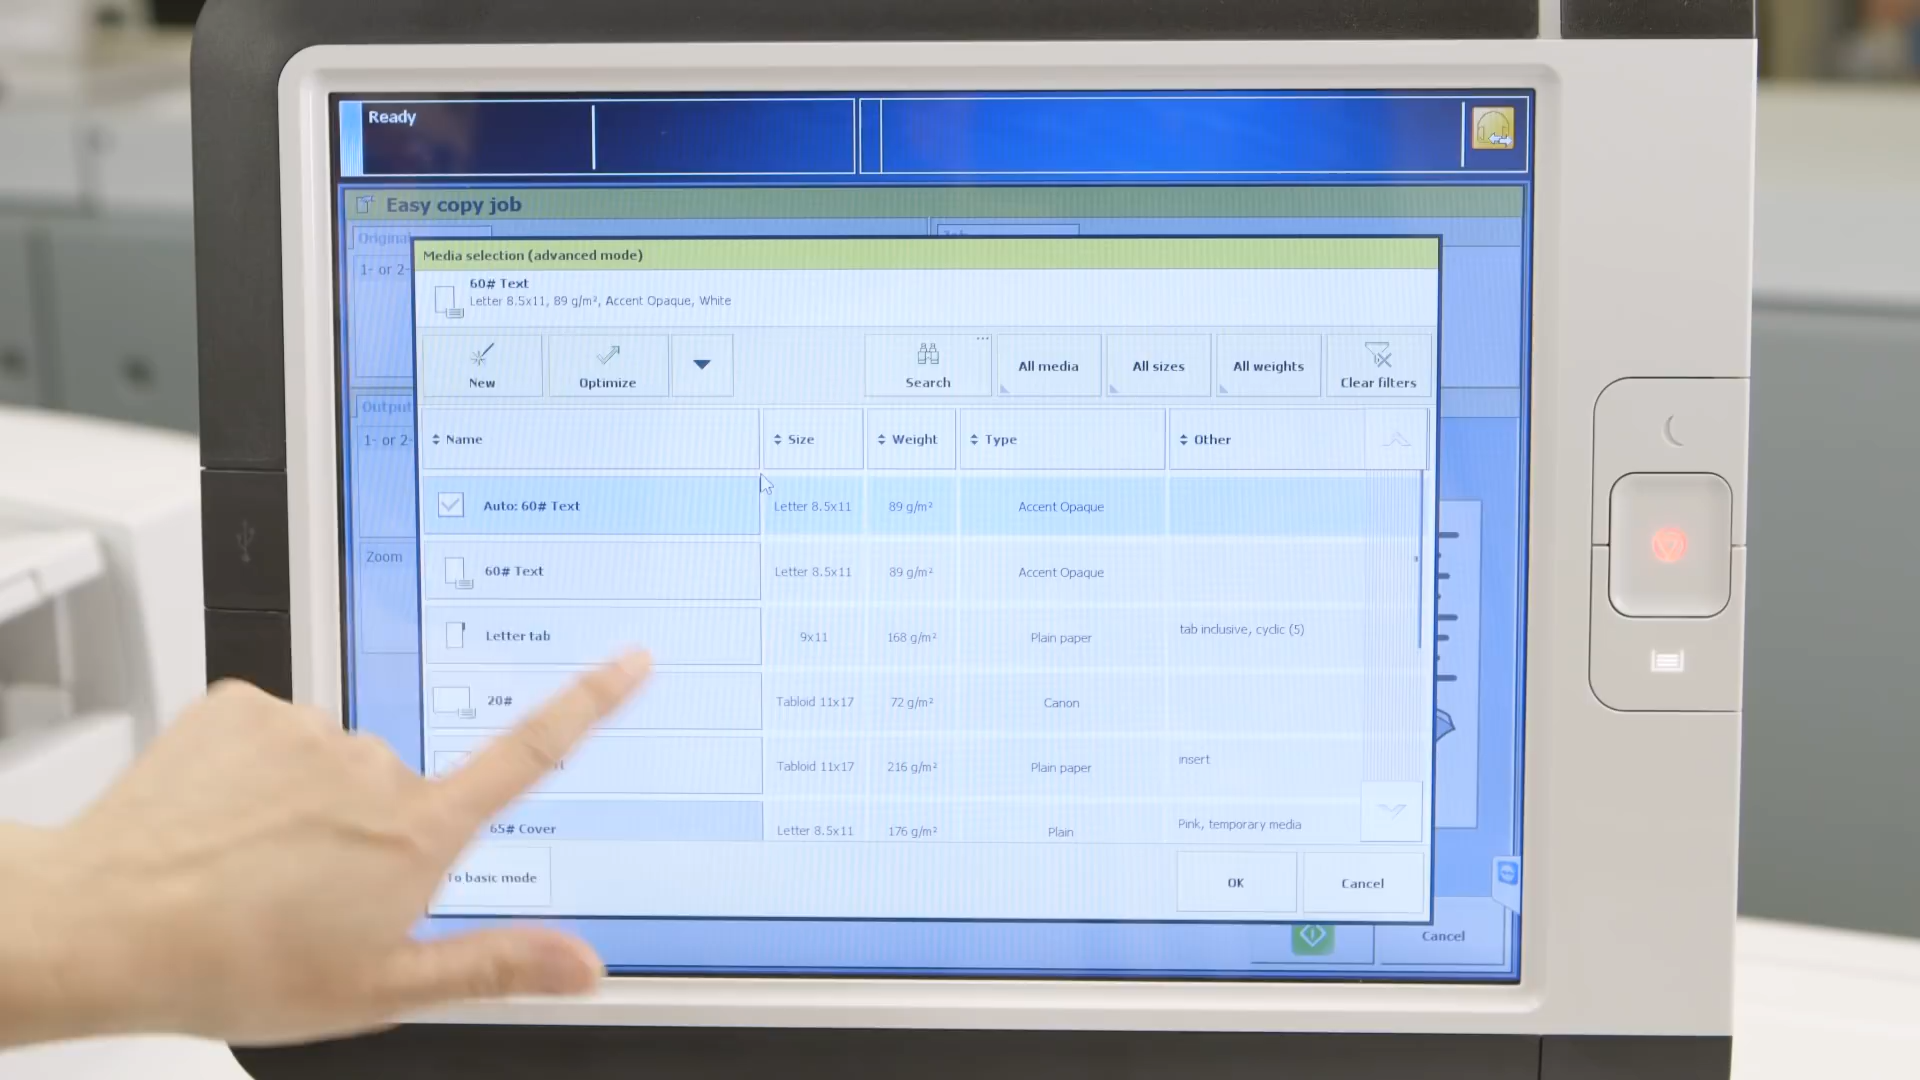 Ready
Easy copy job
Original
1- or 2-
Media selection (advanced mode)
60# Text
Letter 8.5x11, 89 g/m², Accent Opaque, White
New
Optimize
Search
All media
All sizes
All weights
Clear filters
Output
1- or 2-
Zoom
Name Size Weight Type Other
Auto: 60# Text Letter 8.5x11 89 g/m² Accent Opaque
60# Text Letter 8.5x11 89 g/m² Accent Opaque
Letter tab 9x11 168 g/m² Plain paper tab inclusive, cyclic (5)
20# Tabloid 11x17 72 g/m² Canon
Tabloid 11x17 216 g/m² Plain paper insert
65# Cover Letter 8.5x11 176 g/m² Plain Pink, temporary media
To basic mode
OK
Cancel
Cancel